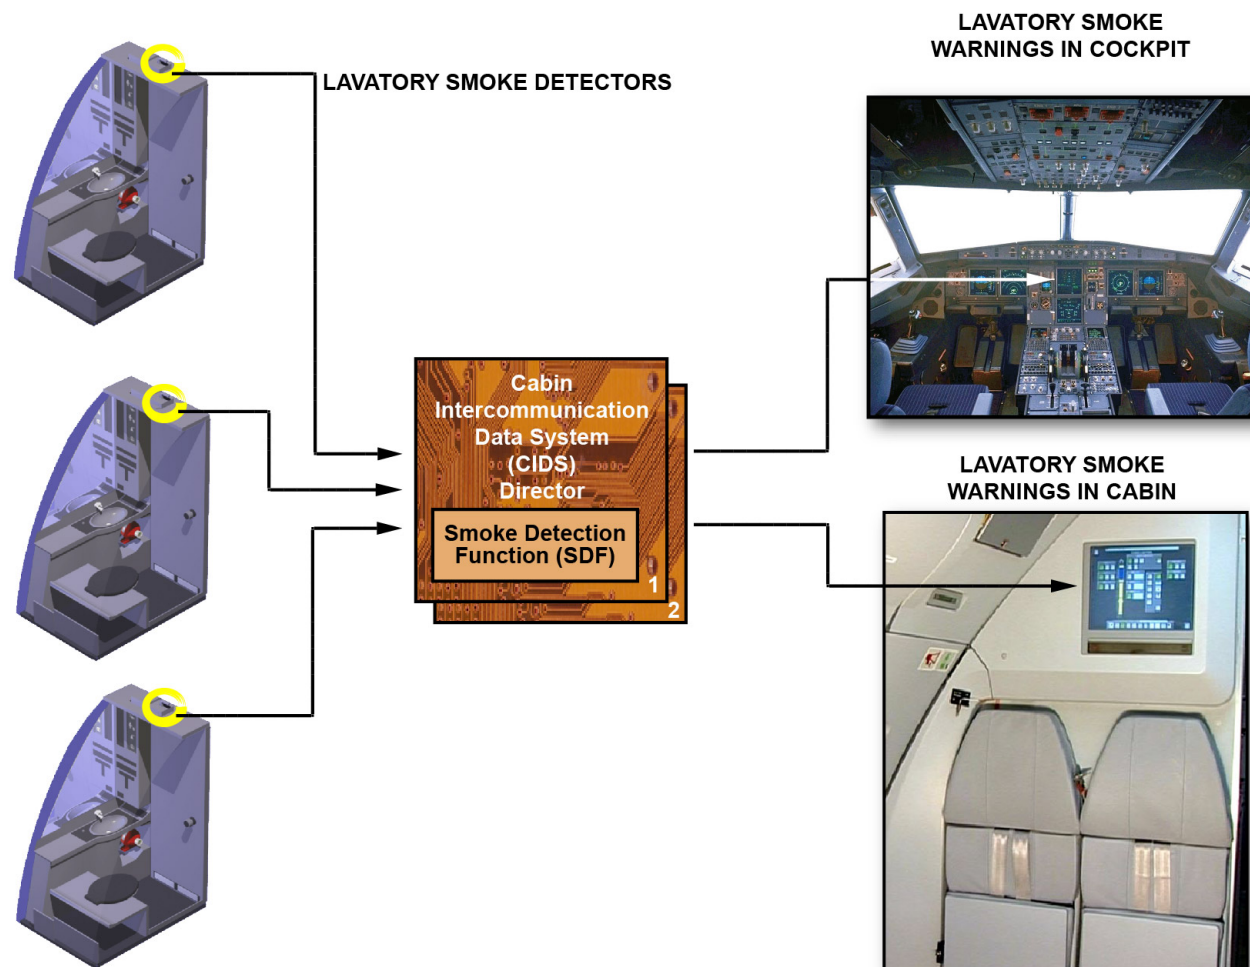 LAVATORY SMOKE
WARNINGS IN COCKPIT
LAVATORY SMOKE DETECTORS
Cabin
Intercommunication
Data System
(CIDS)
Director
Smoke Detection
Function (SDF)
1
2
LAVATORY SMOKE
WARNINGS IN CABIN